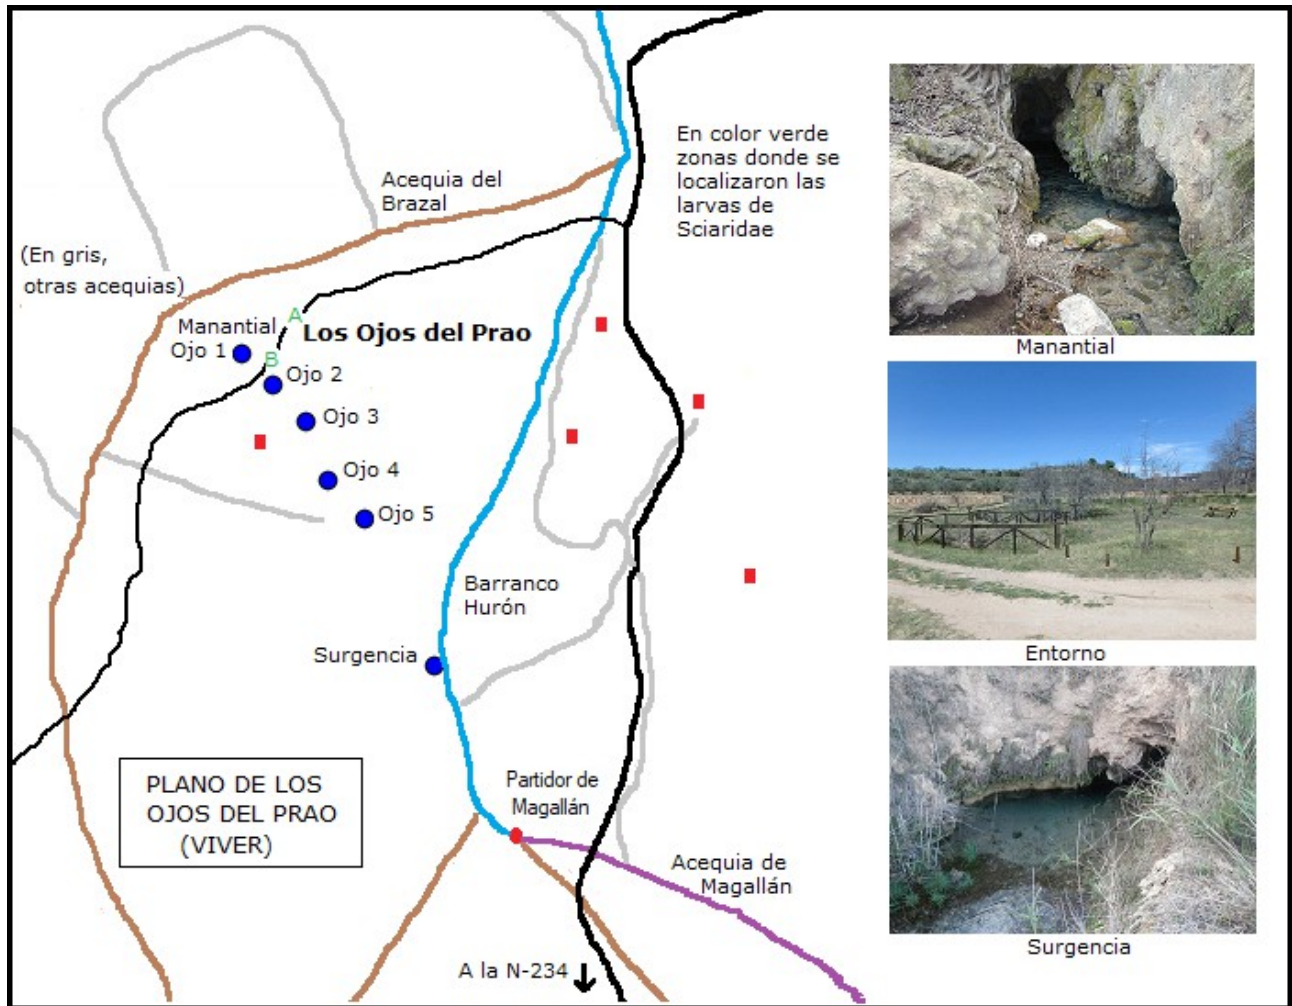 En color verde
zonas donde se
localizaron las
larvas de
Sciaridae
Acequia del
Brazal
(En gris,
otras acequias)
Manantial
Ojo 1
A
Los Ojos del Prao
B
Ojo 2
Ojo 3
Ojo 4
Ojo 5
Barranco
Hurón
Surgencia
PLANO DE LOS
OJOS DEL PRAO
(VIVER)
Partidor de
Magallán
Acequia de
Magallán
A la N-234
Manantial
Entorno
Surgencia